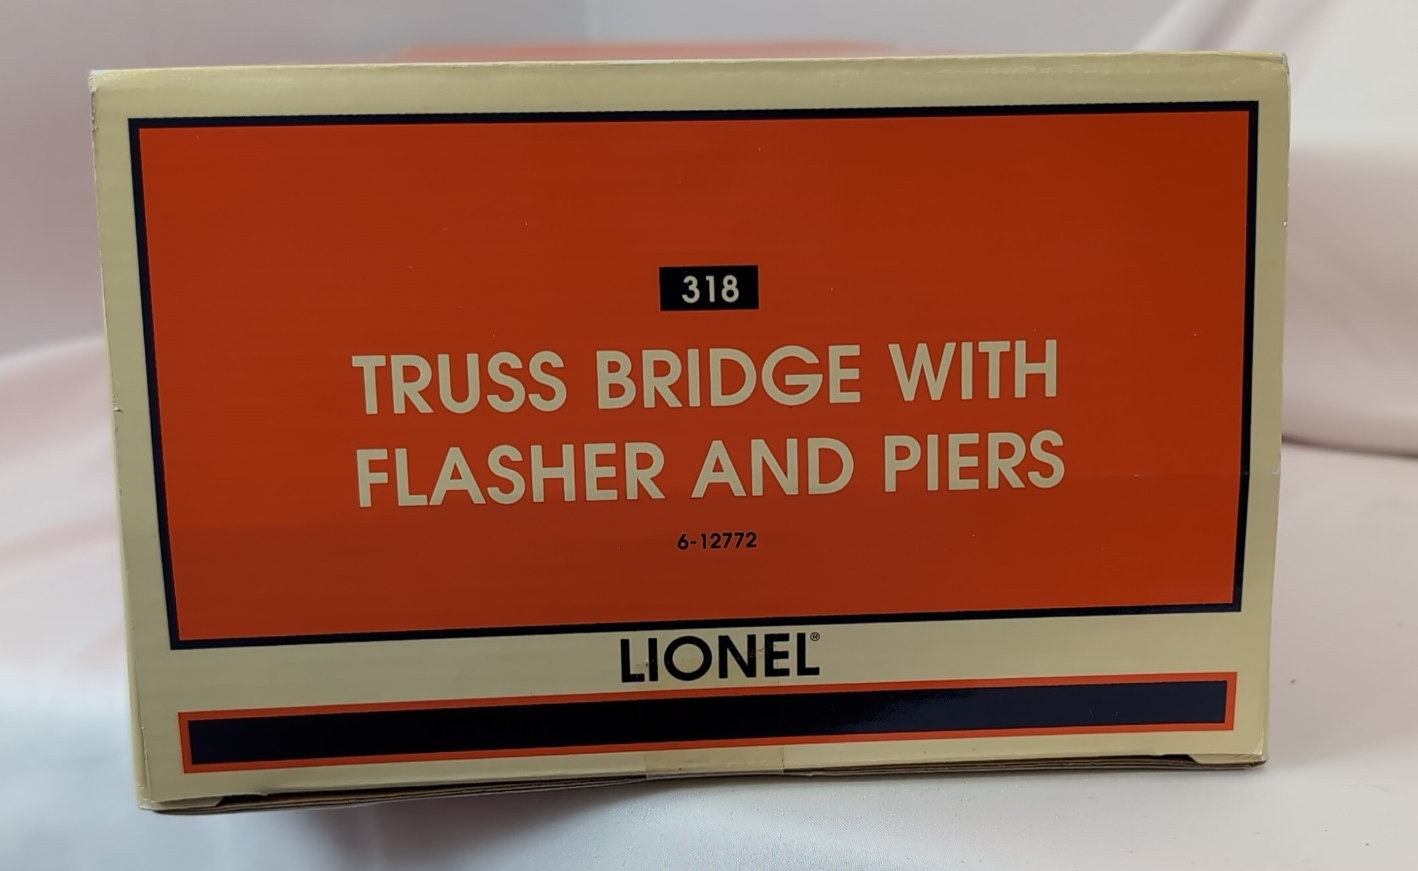 318
TRUSS BRIDGE WITH
FLASHER AND PIERS
6-12772
LIONEL®